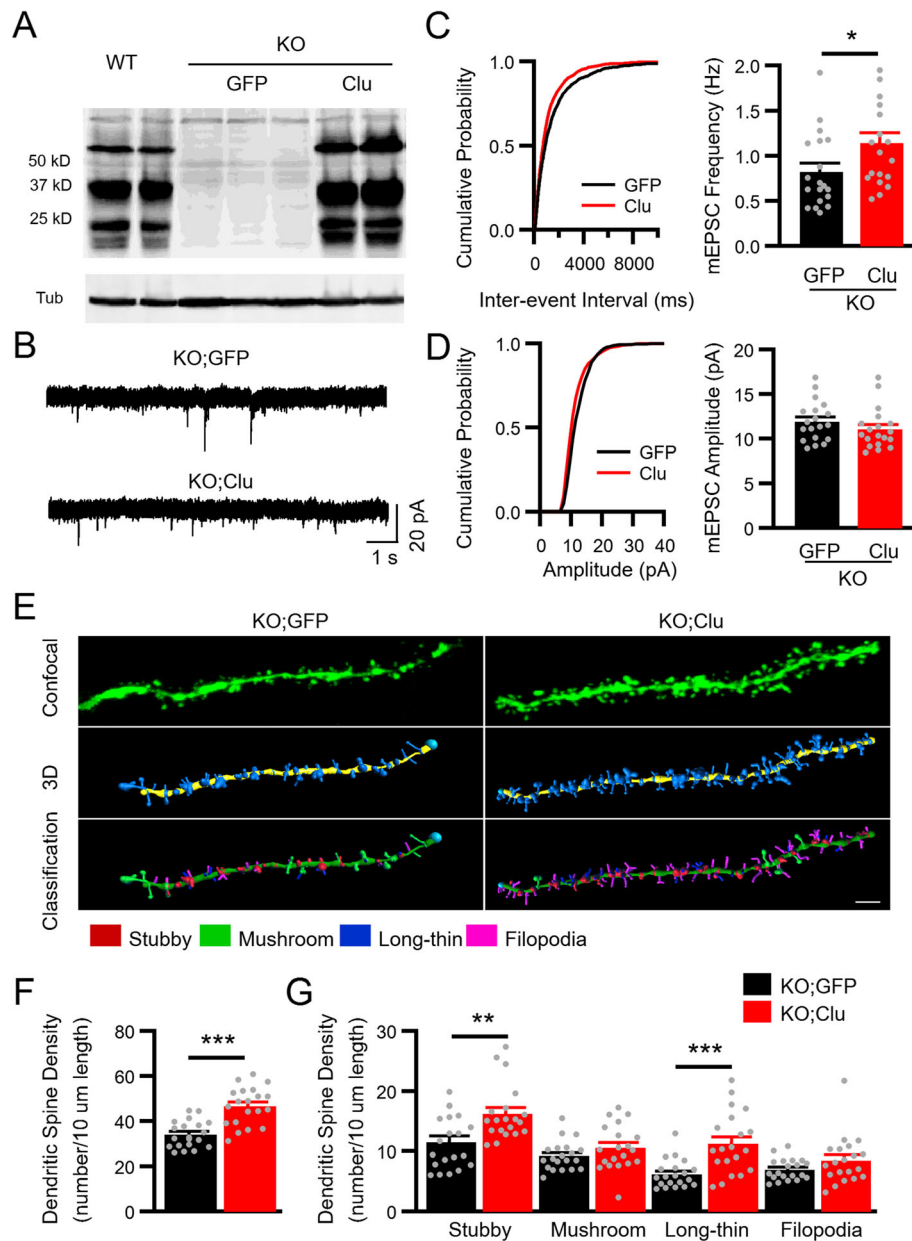 A
KO
WT
GFP
Clu
50 kD
37 kD
25 kD
Tub
B
KO;GFP
KO;Clu
20 pA
1 s
C
Cumulative Probability
1.0
0.5
0.0
GFP
Clu
0
4000
8000
Inter-event Interval (ms)
*
mEPSC Frequency (Hz)
2.0
1.5
1.0
0.5
0.0
GFP Clu
KO
D
Cumulative Probability
1.0
0.5
0.0
GFP
Clu
0 10 20 30 40
Amplitude (pA)
mEPSC Amplitude (pA)
20
15
10
5
0
GFP Clu
KO
E
KO;GFP
KO;Clu
Confocal
3D
Classification
Stubby
Mushroom
Long-thin
Filopodia
F
Dendritic Spine Density
(number/10 um length)
80
60
40
20
0
***
G
KO;GFP
KO;Clu
Dendritic Spine Density
(number/10 um length)
30
20
10
0
**
***
Stubby Mushroom Long-thin Filopodia